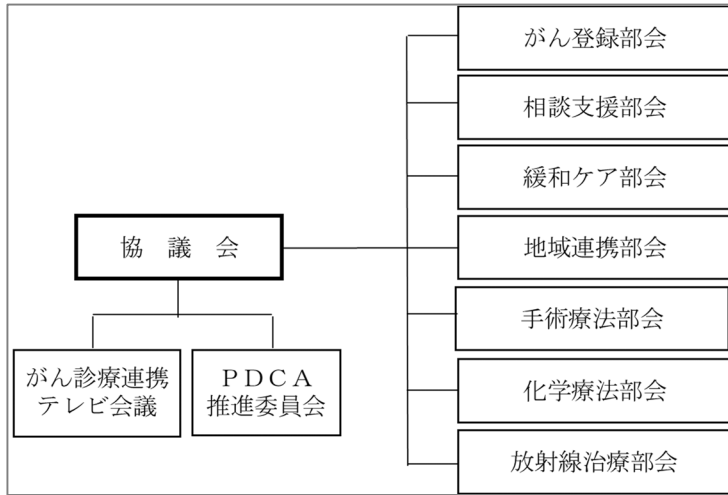 協　議　会
がん診療連携
テレビ会議
ＰＤＣＡ
推進委員会
がん登録部会
相談支援部会
緩和ケア部会
地域連携部会
手術療法部会
化学療法部会
放射線治療部会